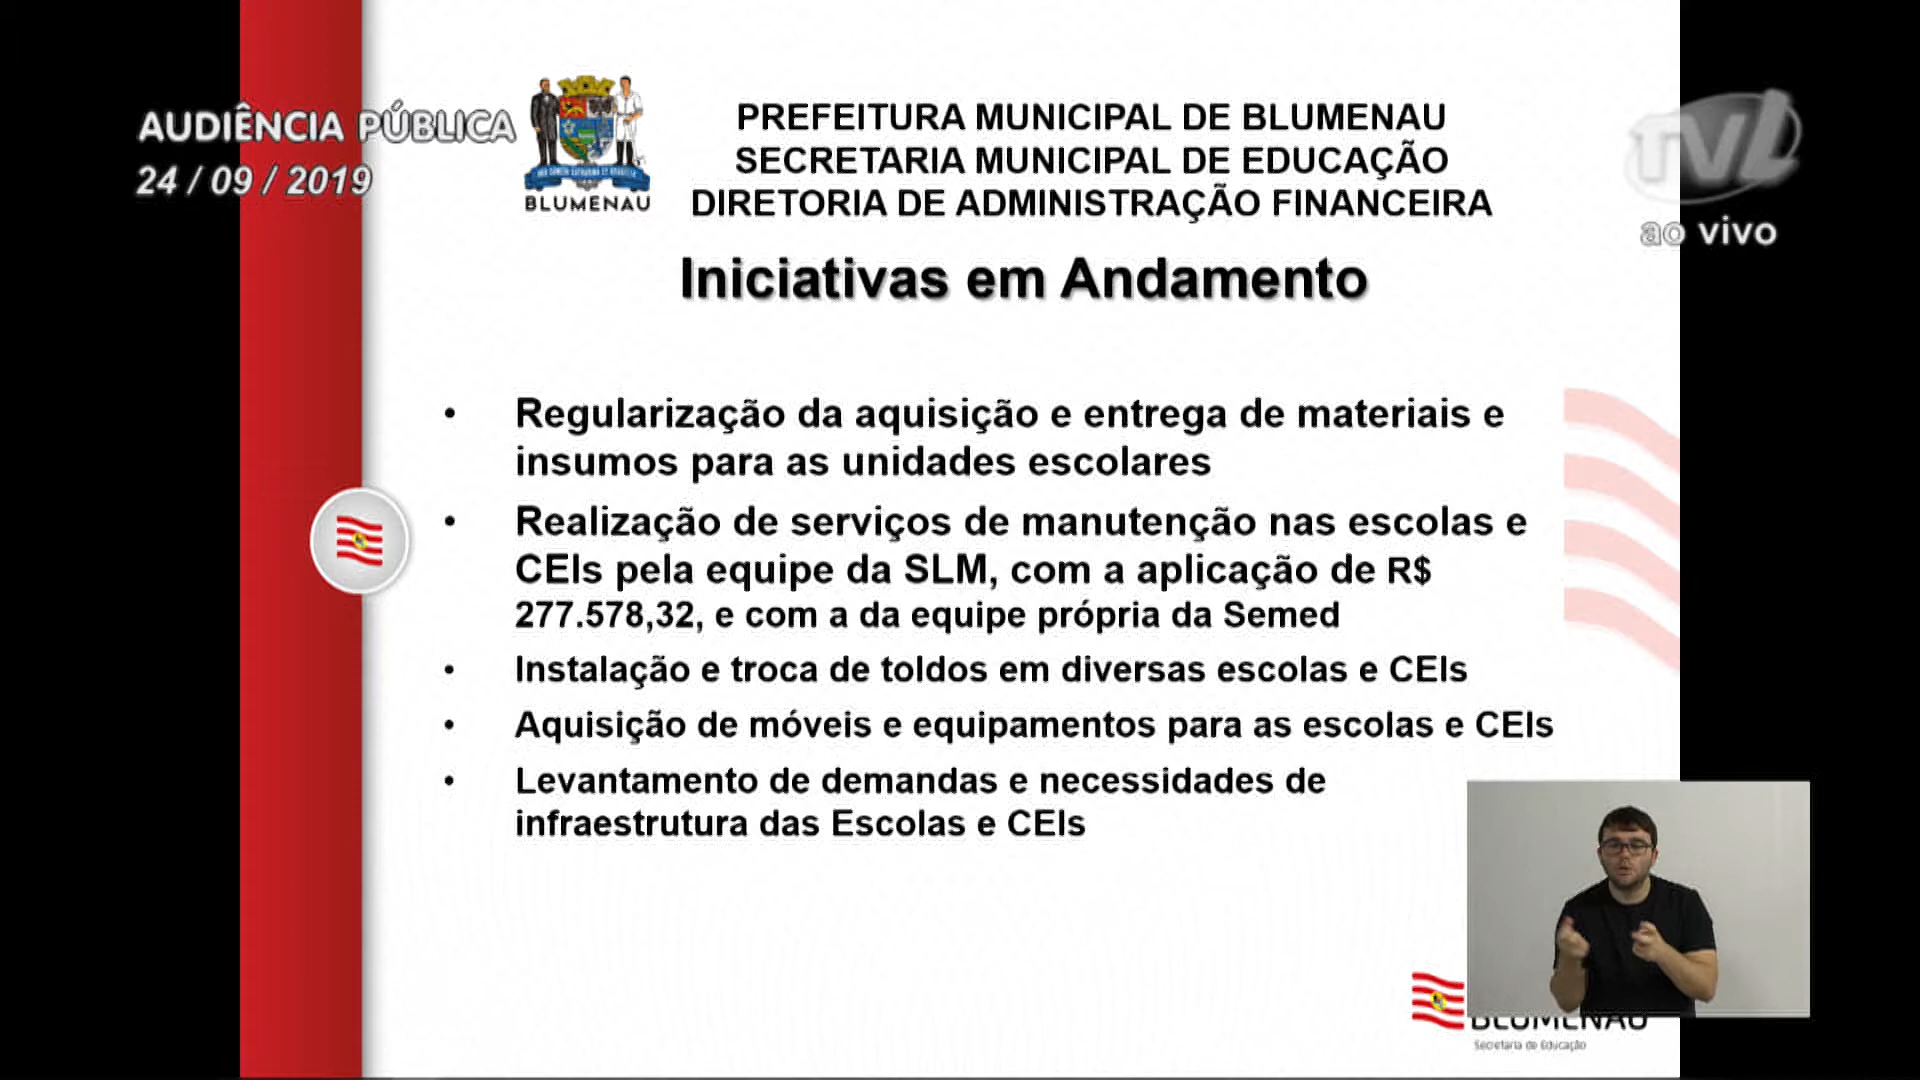 AUDIÊNCIA PÚBLICA
24 / 09 / 2019
BLUMENAU
PREFEITURA MUNICIPAL DE BLUMENAU
SECRETARIA MUNICIPAL DE EDUCAÇÃO
DIRETORIA DE ADMINISTRAÇÃO FINANCEIRA
TVL
ao vivo
Iniciativas em Andamento
• Regularização da aquisição e entrega de materiais e
insumos para as unidades escolares
• Realização de serviços de manutenção nas escolas e
CEIs pela equipe da SLM, com a aplicação de R$
277.578,32, e com a da equipe própria da Semed
• Instalação e troca de toldos em diversas escolas e CEIs
• Aquisição de móveis e equipamentos para as escolas e CEIs
• Levantamento de demandas e necessidades de
infraestrutura das Escolas e CEIs
BLUMENAU
Secretaria de Educação